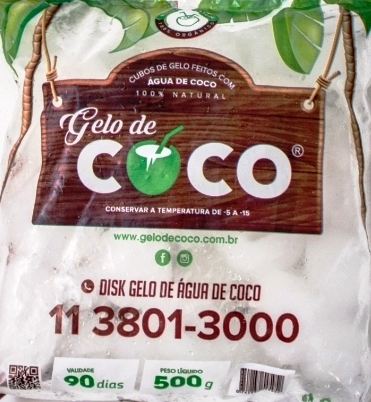 100% ORGÂNICO
CUBOS DE GELO FEITOS COM
ÁGUA DE COCO
100% NATURAL
Gelo de
COCO®
CONSERVAR A TEMPERATURA DE -5 A -15
www.gelodecoco.com.br
DISK GELO DE ÁGUA DE COCO
11 3801-3000
VALIDADE
90 dias
PESO LÍQUIDO
500 g